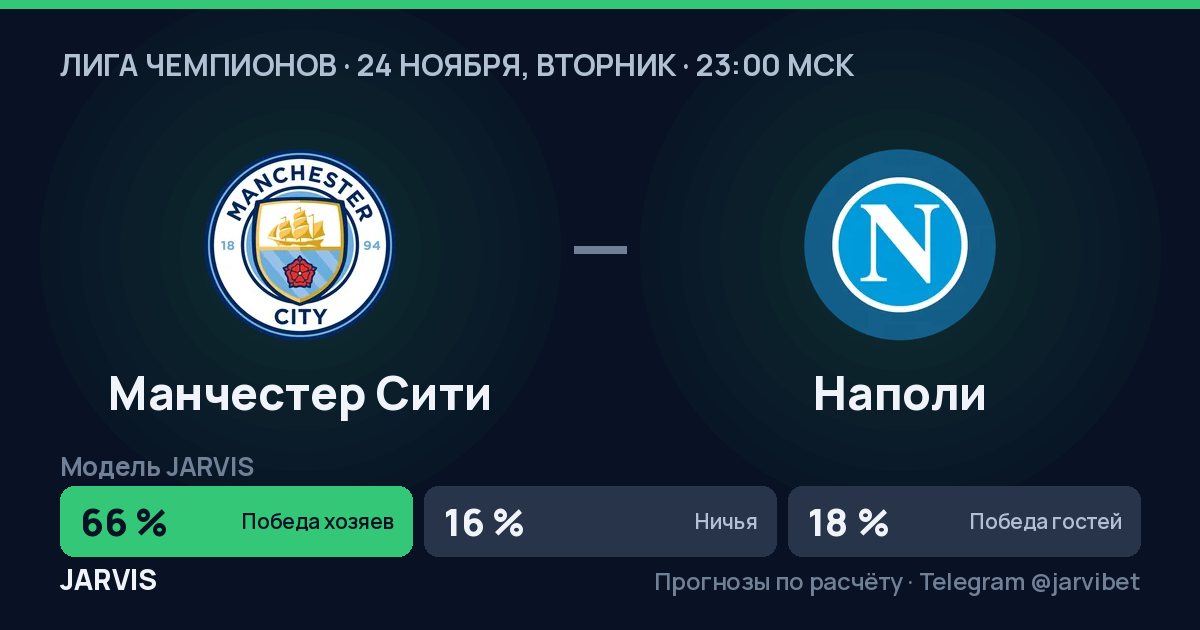 ЛИГА ЧЕМПИОНОВ · 24 НОЯБРЯ, ВТОРНИК · 23:00 МСК
MANCHESTER
18 94
CITY
N
Манчестер Сити
Наполи
Модель JARVIS
66 % Победа хозяев
16 % Ничья
18 % Победа гостей
JARVIS
Прогнозы по расчёту · Telegram @jarvibet